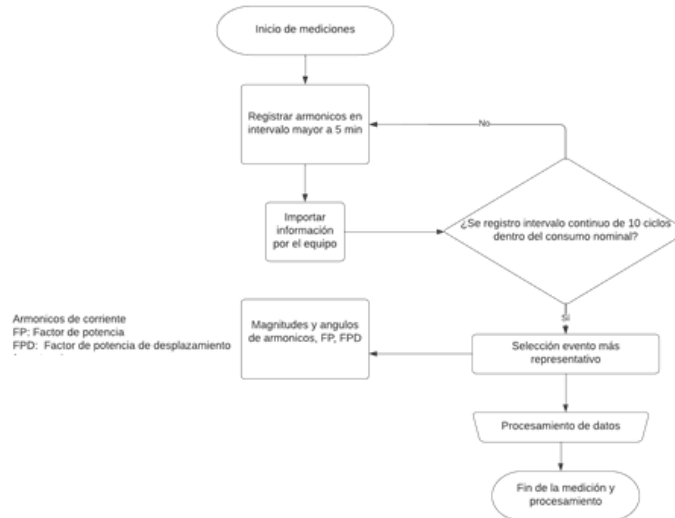 Inicio de mediciones
Registrar armonicos en
intervalo mayor a 5 min
No
Importar
información
por el equipo
¿Se registro intervalo continuo de 10 ciclos
dentro del consumo nominal?
Si
Armonicos de corriente
FP: Factor de potencia
FPD: Factor de potencia de desplazamiento
Magnitudes y angulos
de armonicos, FP, FPD
Selección evento más
representativo
Procesamiento de datos
Fin de la medición y
procesamiento